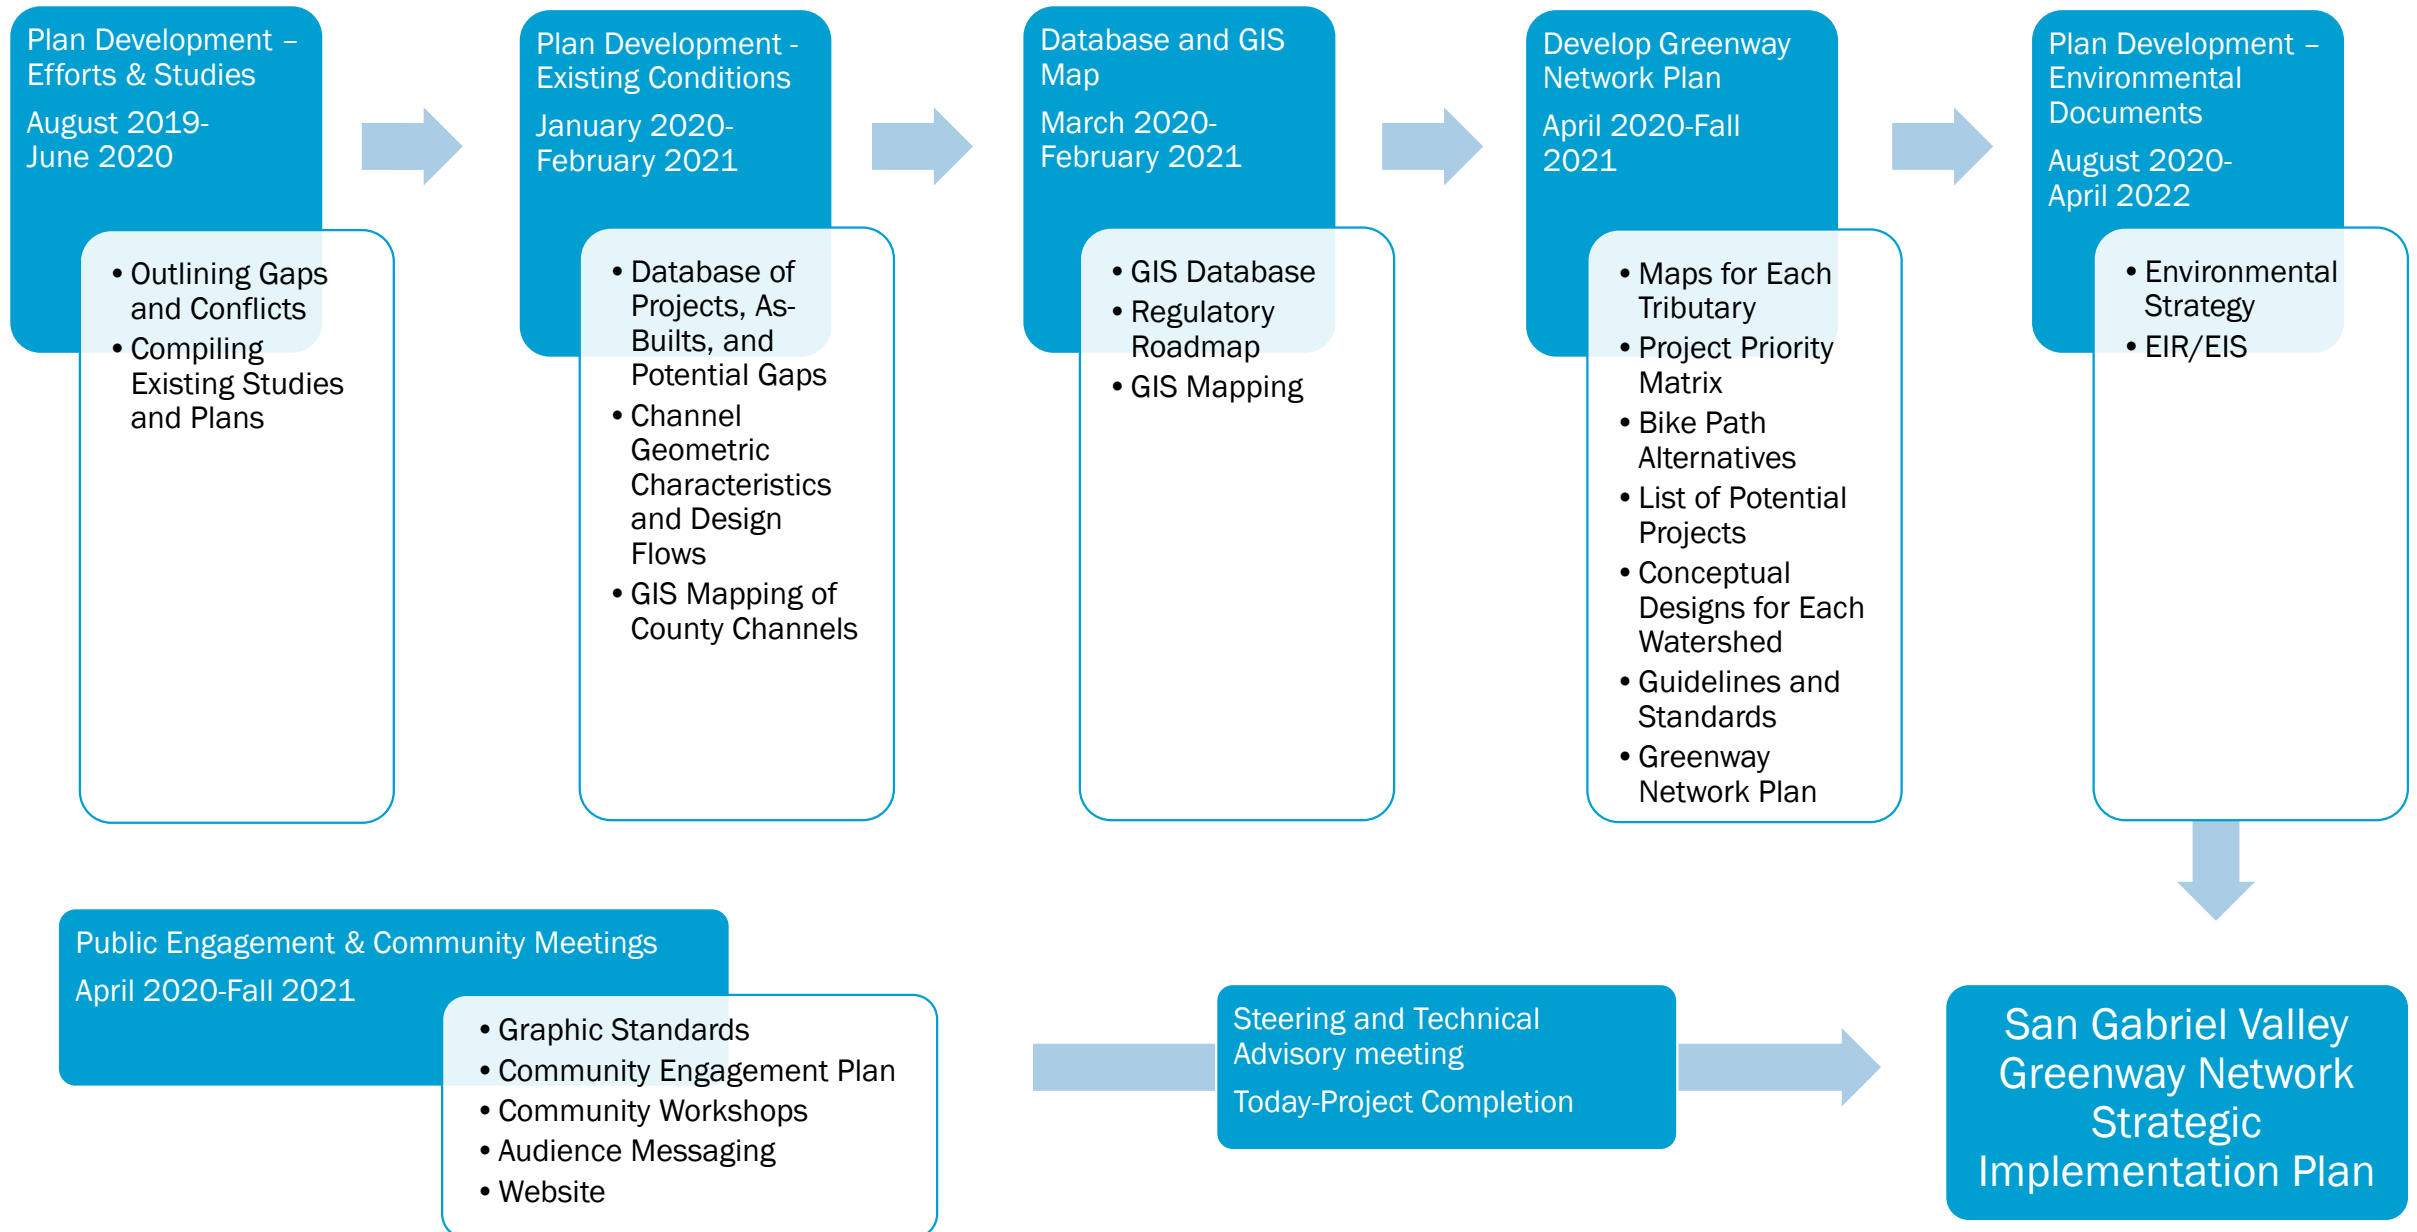 Plan Development –
Efforts & Studies
August 2019-
June 2020
• Outlining Gaps
and Conflicts
• Compiling
Existing Studies
and Plans
Plan Development -
Existing Conditions
January 2020-
February 2021
• Database of
Projects, As-
Builts, and
Potential Gaps
• Channel
Geometric
Characteristics
and Design
Flows
• GIS Mapping of
County Channels
Database and GIS
Map
March 2020-
February 2021
• GIS Database
• Regulatory
Roadmap
• GIS Mapping
Develop Greenway
Network Plan
April 2020-Fall
2021
• Maps for Each
Tributary
• Project Priority
Matrix
• Bike Path
Alternatives
• List of Potential
Projects
• Conceptual
Designs for Each
Watershed
• Guidelines and
Standards
• Greenway
Network Plan
Plan Development –
Environmental
Documents
August 2020-
April 2022
• Environmental
Strategy
• EIR/EIS
Public Engagement & Community Meetings
April 2020-Fall 2021
• Graphic Standards
• Community Engagement Plan
• Community Workshops
• Audience Messaging
• Website
Steering and Technical
Advisory meeting
Today-Project Completion
San Gabriel Valley
Greenway Network
Strategic
Implementation Plan